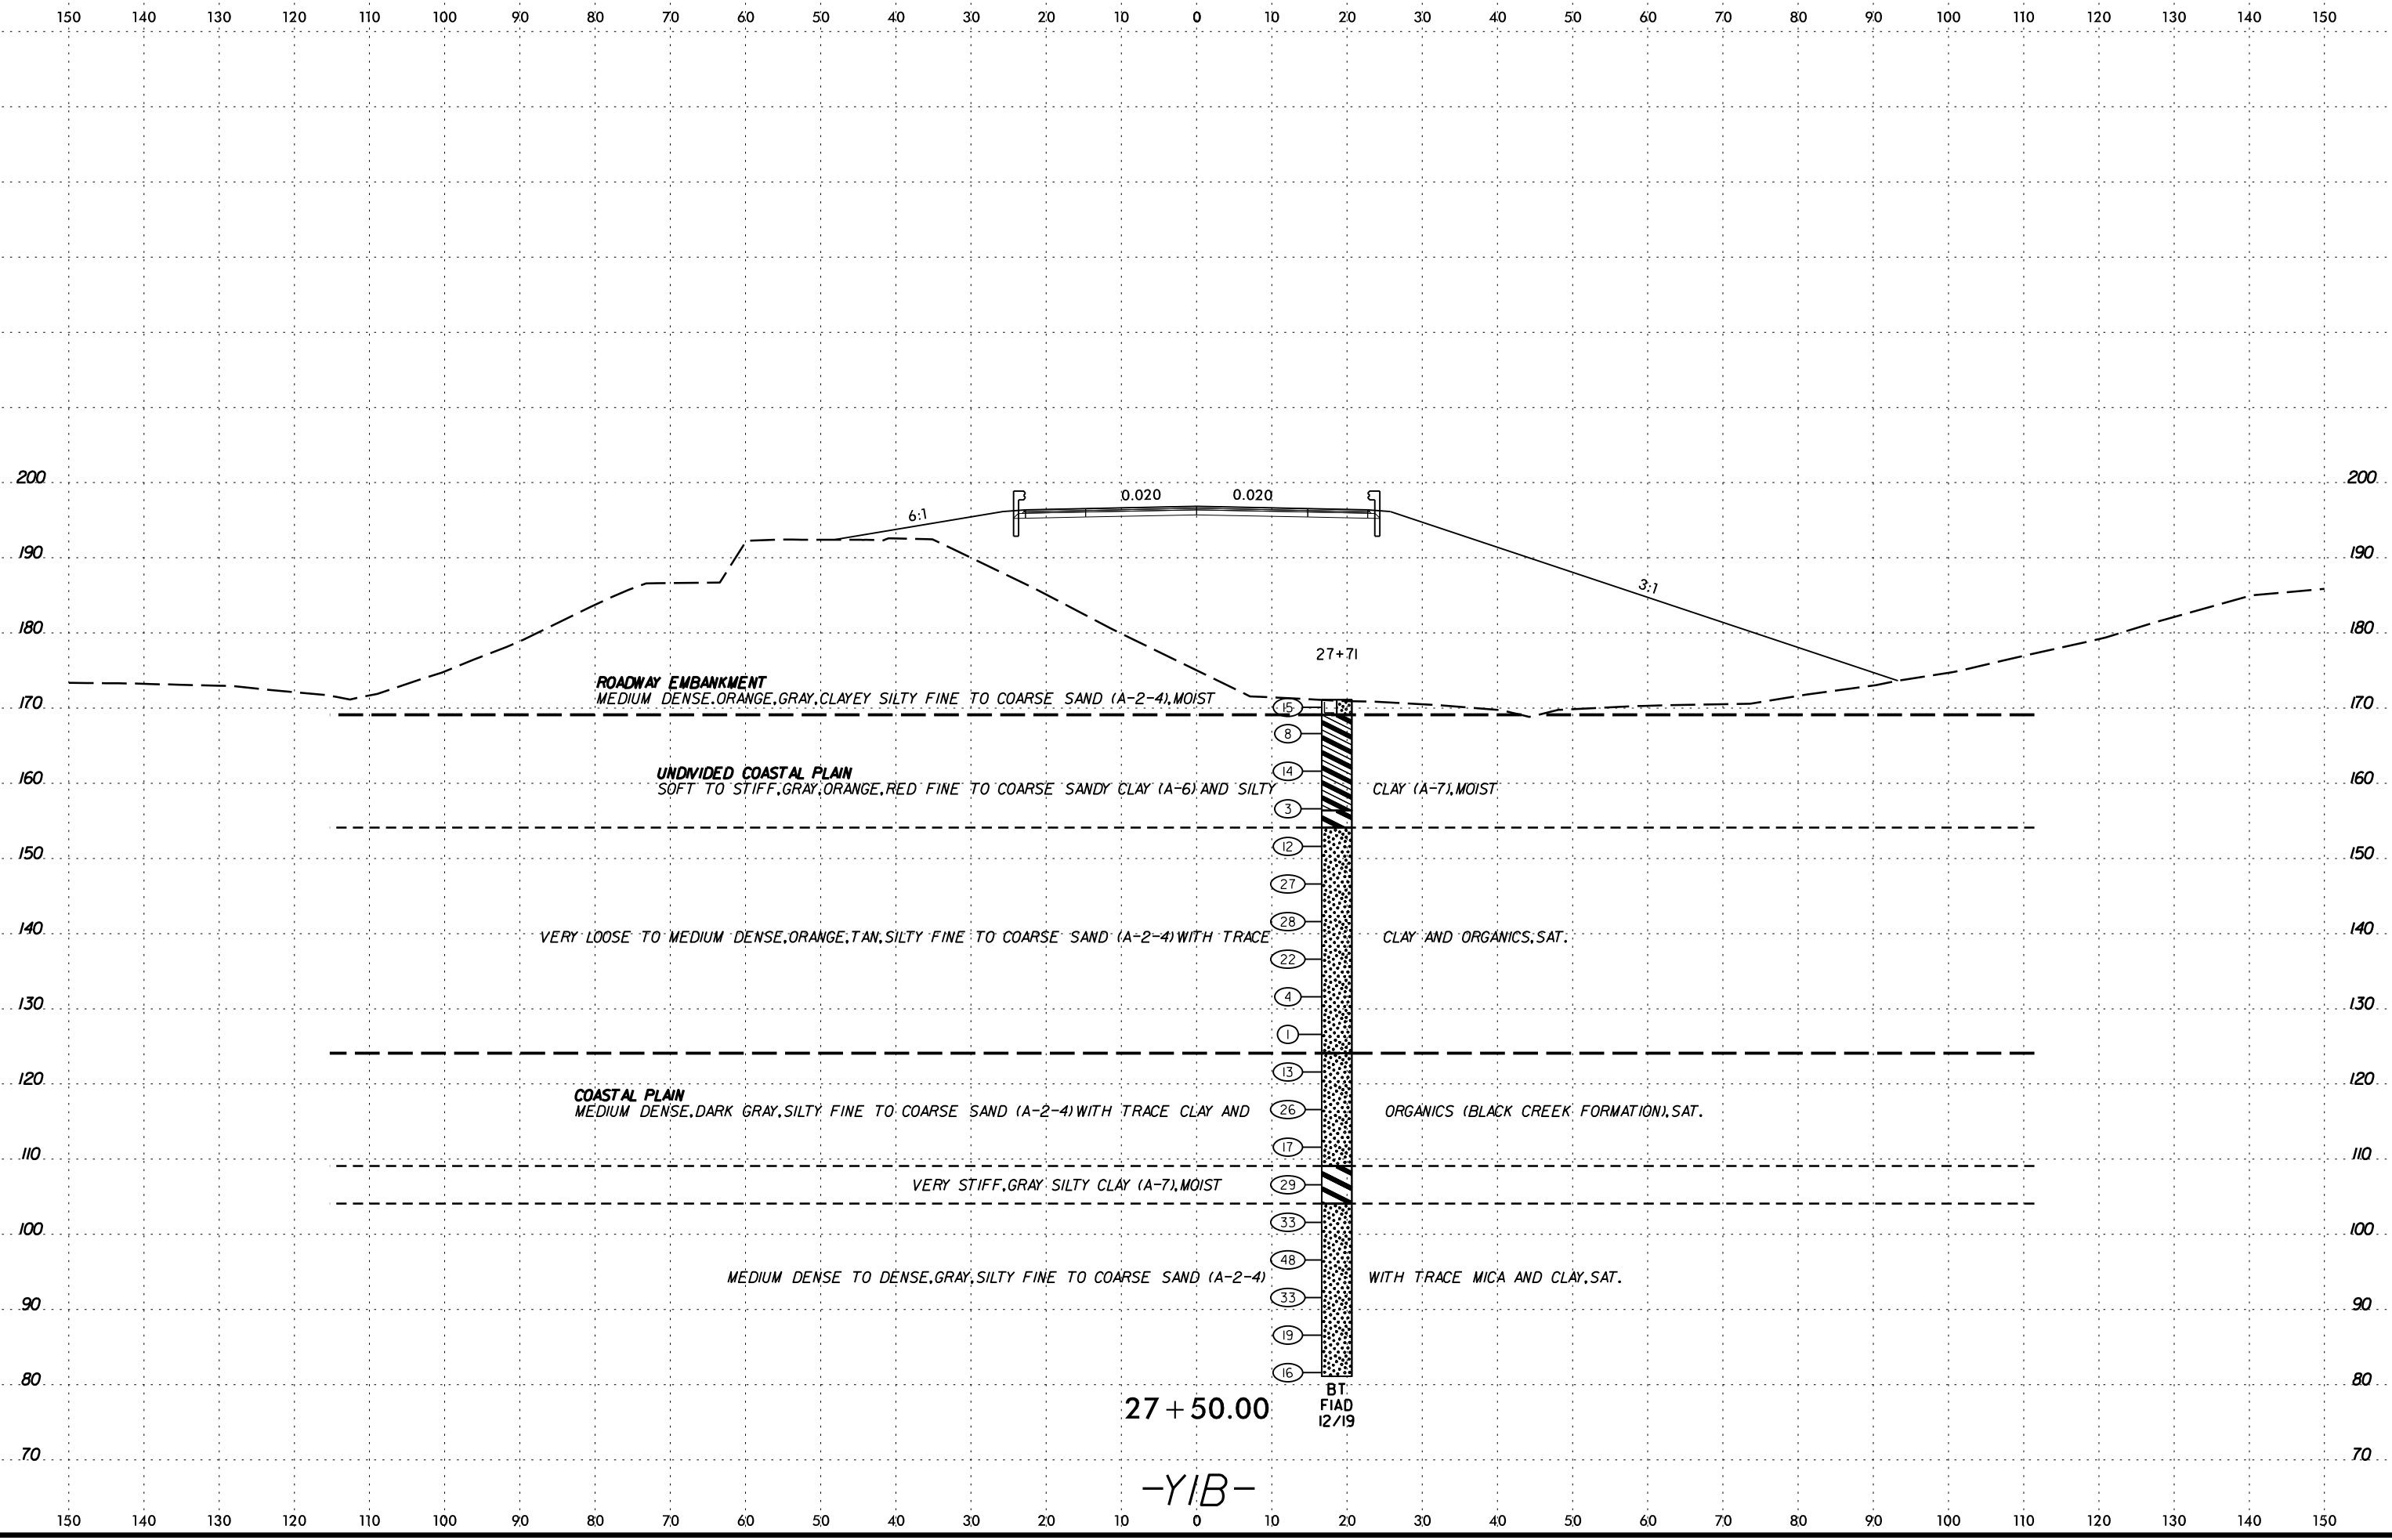 150 140 130 120 110 100 90 80 70 60 50 40 30 20 10 0 10 20 30 40 50 60 70 80 90 100 110 120 130 140 150
200 200
0.020 0.020
6:1
190 190
3:1
180 180
27+71
ROADWAY EMBANKMENT
MEDIUM DENSE,ORANGE,GRAY,CLAYEY SILTY FINE TO COARSE SAND (A-2-4),MOIST
170 15 170
8
UNDIVIDED COASTAL PLAIN 14
160 160
SOFT TO STIFF,GRAY,ORANGE,RED FINE TO COARSE SANDY CLAY (A-6) AND SILTY CLAY (A-7),MOIST
3
12
150 150
27
28
140 140
VERY LOOSE TO MEDIUM DENSE,ORANGE,TAN,SILTY FINE TO COARSE SAND (A-2-4) WITH TRACE CLAY AND ORGANICS,SAT.
22
4
130 130
1
13
120 120
COASTAL PLAIN
MEDIUM DENSE,DARK GRAY,SILTY FINE TO COARSE SAND (A-2-4) WITH TRACE CLAY AND 26 ORGANICS (BLACK CREEK FORMATION),SAT.
17
110 110
VERY STIFF,GRAY SILTY CLAY (A-7),MOIST 29
33
100 100
48
MEDIUM DENSE TO DENSE,GRAY,SILTY FINE TO COARSE SAND (A-2-4) WITH TRACE MICA AND CLAY,SAT.
33
90 90
19
16
80 80
BT
FIAD
12/19
27+50.00
70 70
-Y1B-
150 140 130 120 110 100 90 80 70 60 50 40 30 20 10 0 10 20 30 40 50 60 70 80 90 100 110 120 130 140 150